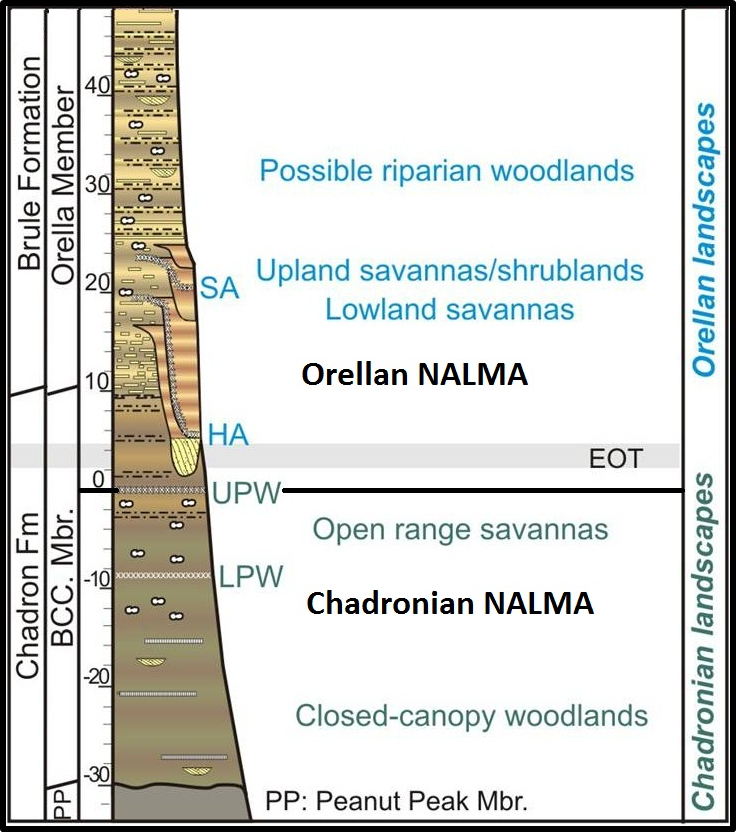 Brule Formation
Orella Member
Chadron Fm
BCC. Mbr.
PP
40
30
20
10
0
-10
-20
-30
Possible riparian woodlands
Upland savannas/shrublands
SA
Lowland savannas
Orellan NALMA
HA
EOT
UPW
Open range savannas
LPW
Chadronian NALMA
Closed-canopy woodlands
PP: Peanut Peak Mbr.
Orellan landscapes
Chadronian landscapes